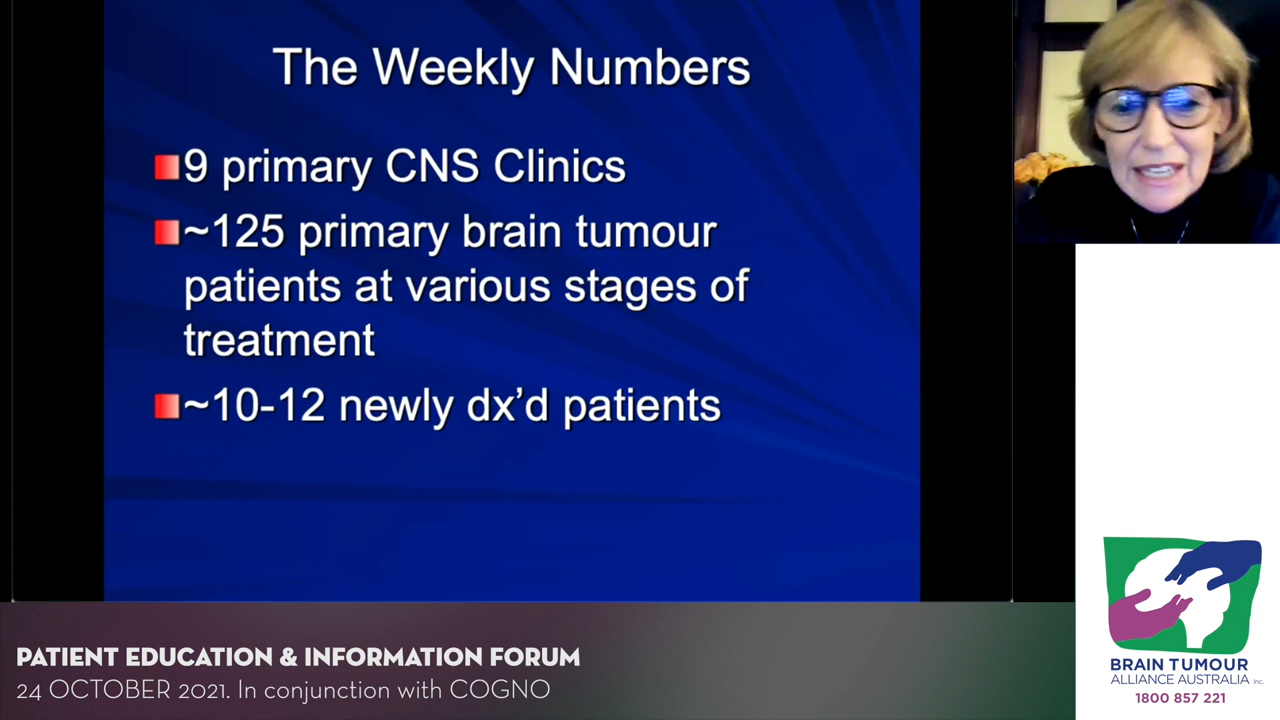 The Weekly Numbers
9 primary CNS Clinics
~125 primary brain tumour
patients at various stages of
treatment
~10-12 newly dx’d patients
PATIENT EDUCATION & INFORMATION FORUM
24 OCTOBER 2021. In conjunction with COGNO
BRAIN TUMOUR
ALLIANCE AUSTRALIA Inc.
1800 857 221